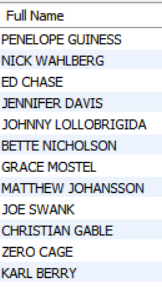 Full Name
PENELOPE GUINESS
NICK WAHLBERG
ED CHASE
JENNIFER DAVIS
JOHNNY LOLLOBRIGIDA
BETTE NICHOLSON
GRACE MOSTEL
MATTHEW JOHANSSON
JOE SWANK
CHRISTIAN GABLE
ZERO CAGE
KARL BERRY